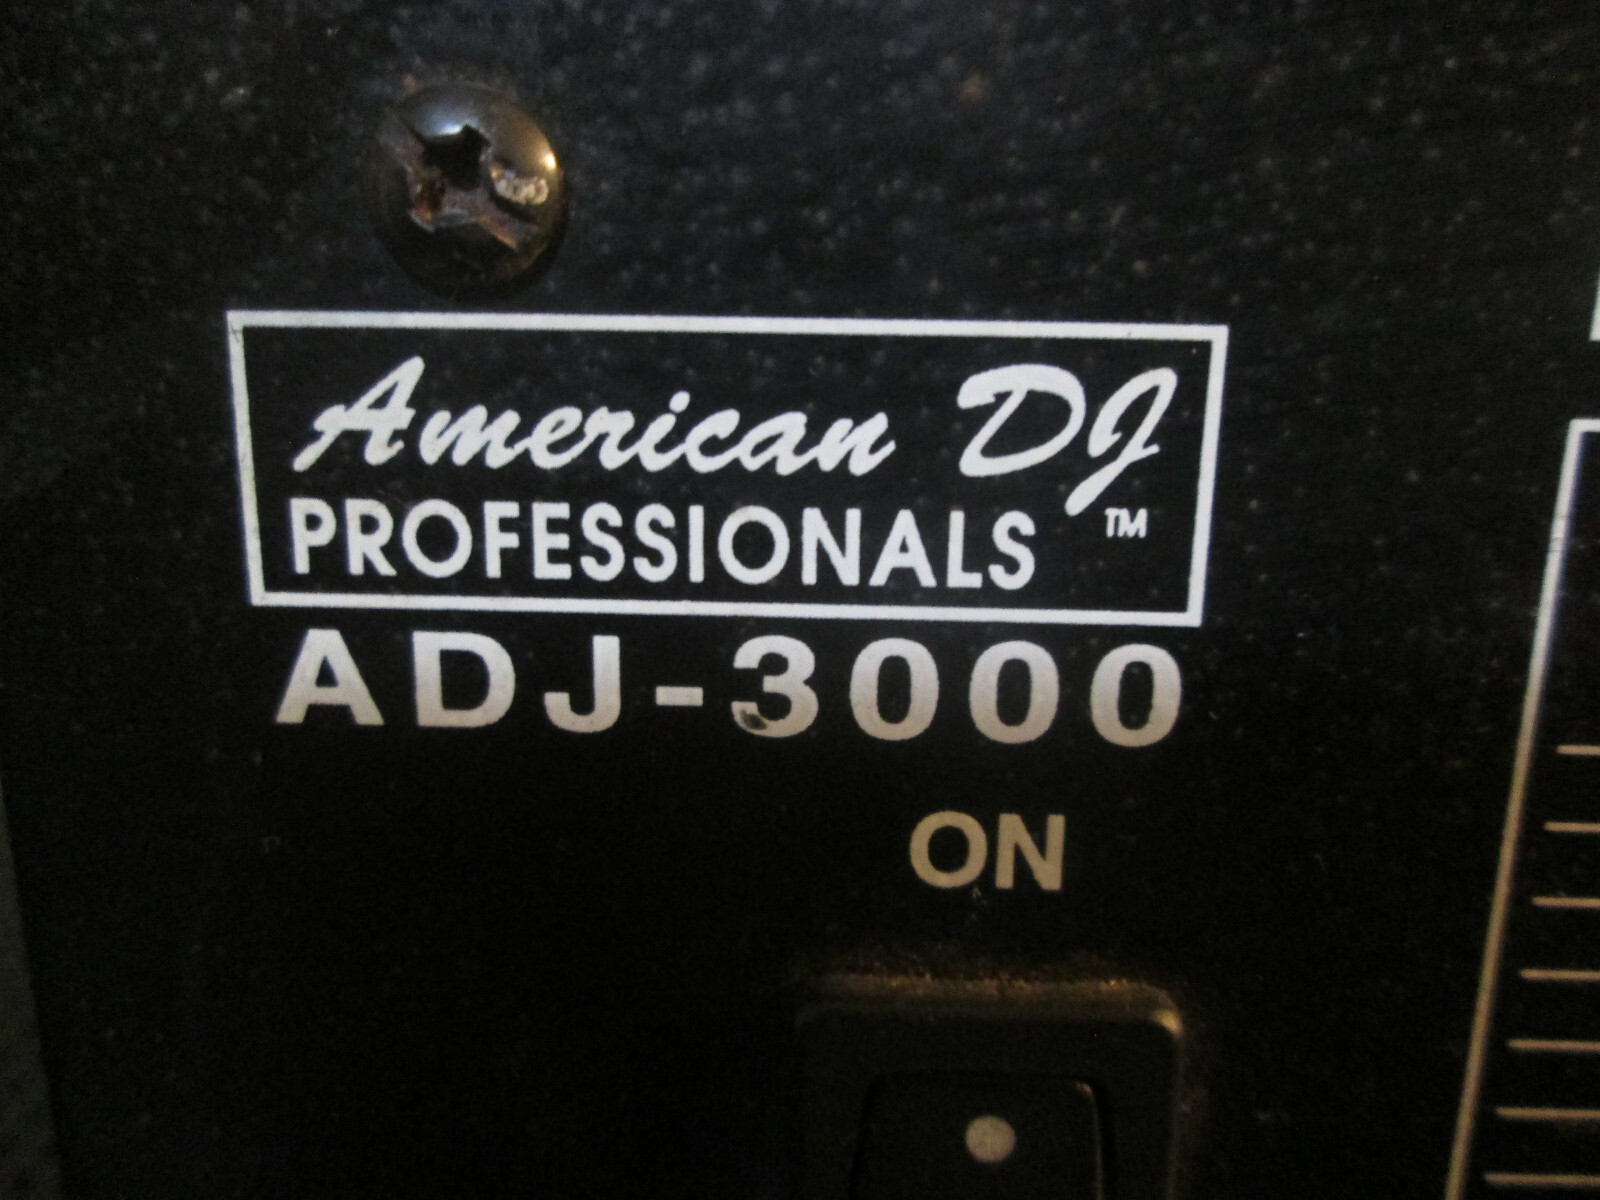 American DJ
PROFESSIONALS ™
ADJ-3000
ON